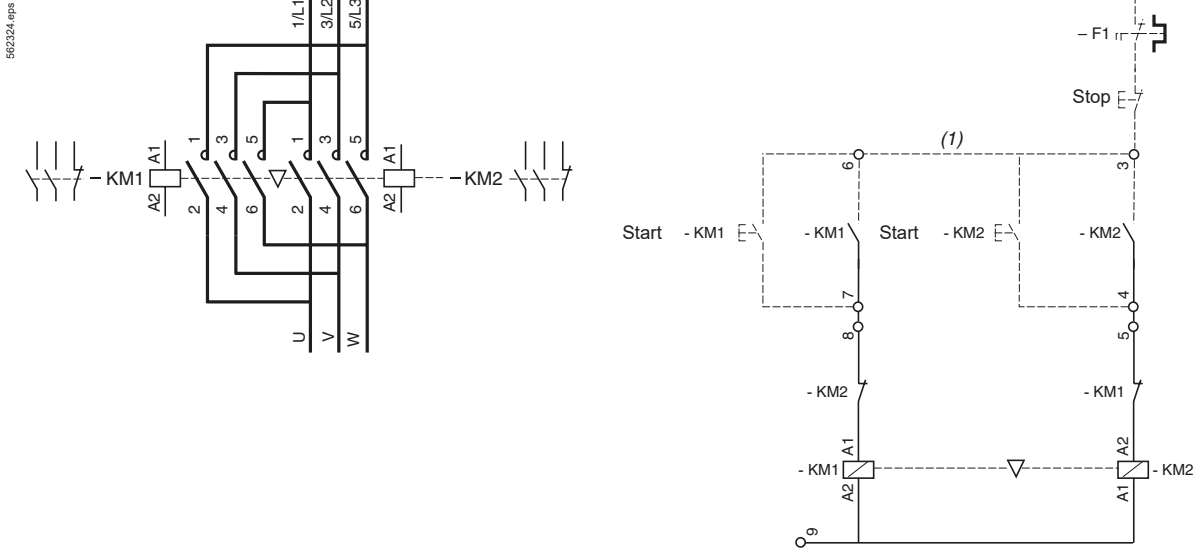 562324.eps
1/L1 3/L2 5/L3
1 3 5 1 3 5
A1 A1
– KM1 – KM2
A2 A2
2 4 6 2 4 6
U V W
– F1
Stop
(1)
6 3
Start - KM1 - KM1 Start - KM2 - KM2
7 4
8 5
- KM2 - KM1
A1 A2
- KM1 - KM2
A2 A1
9